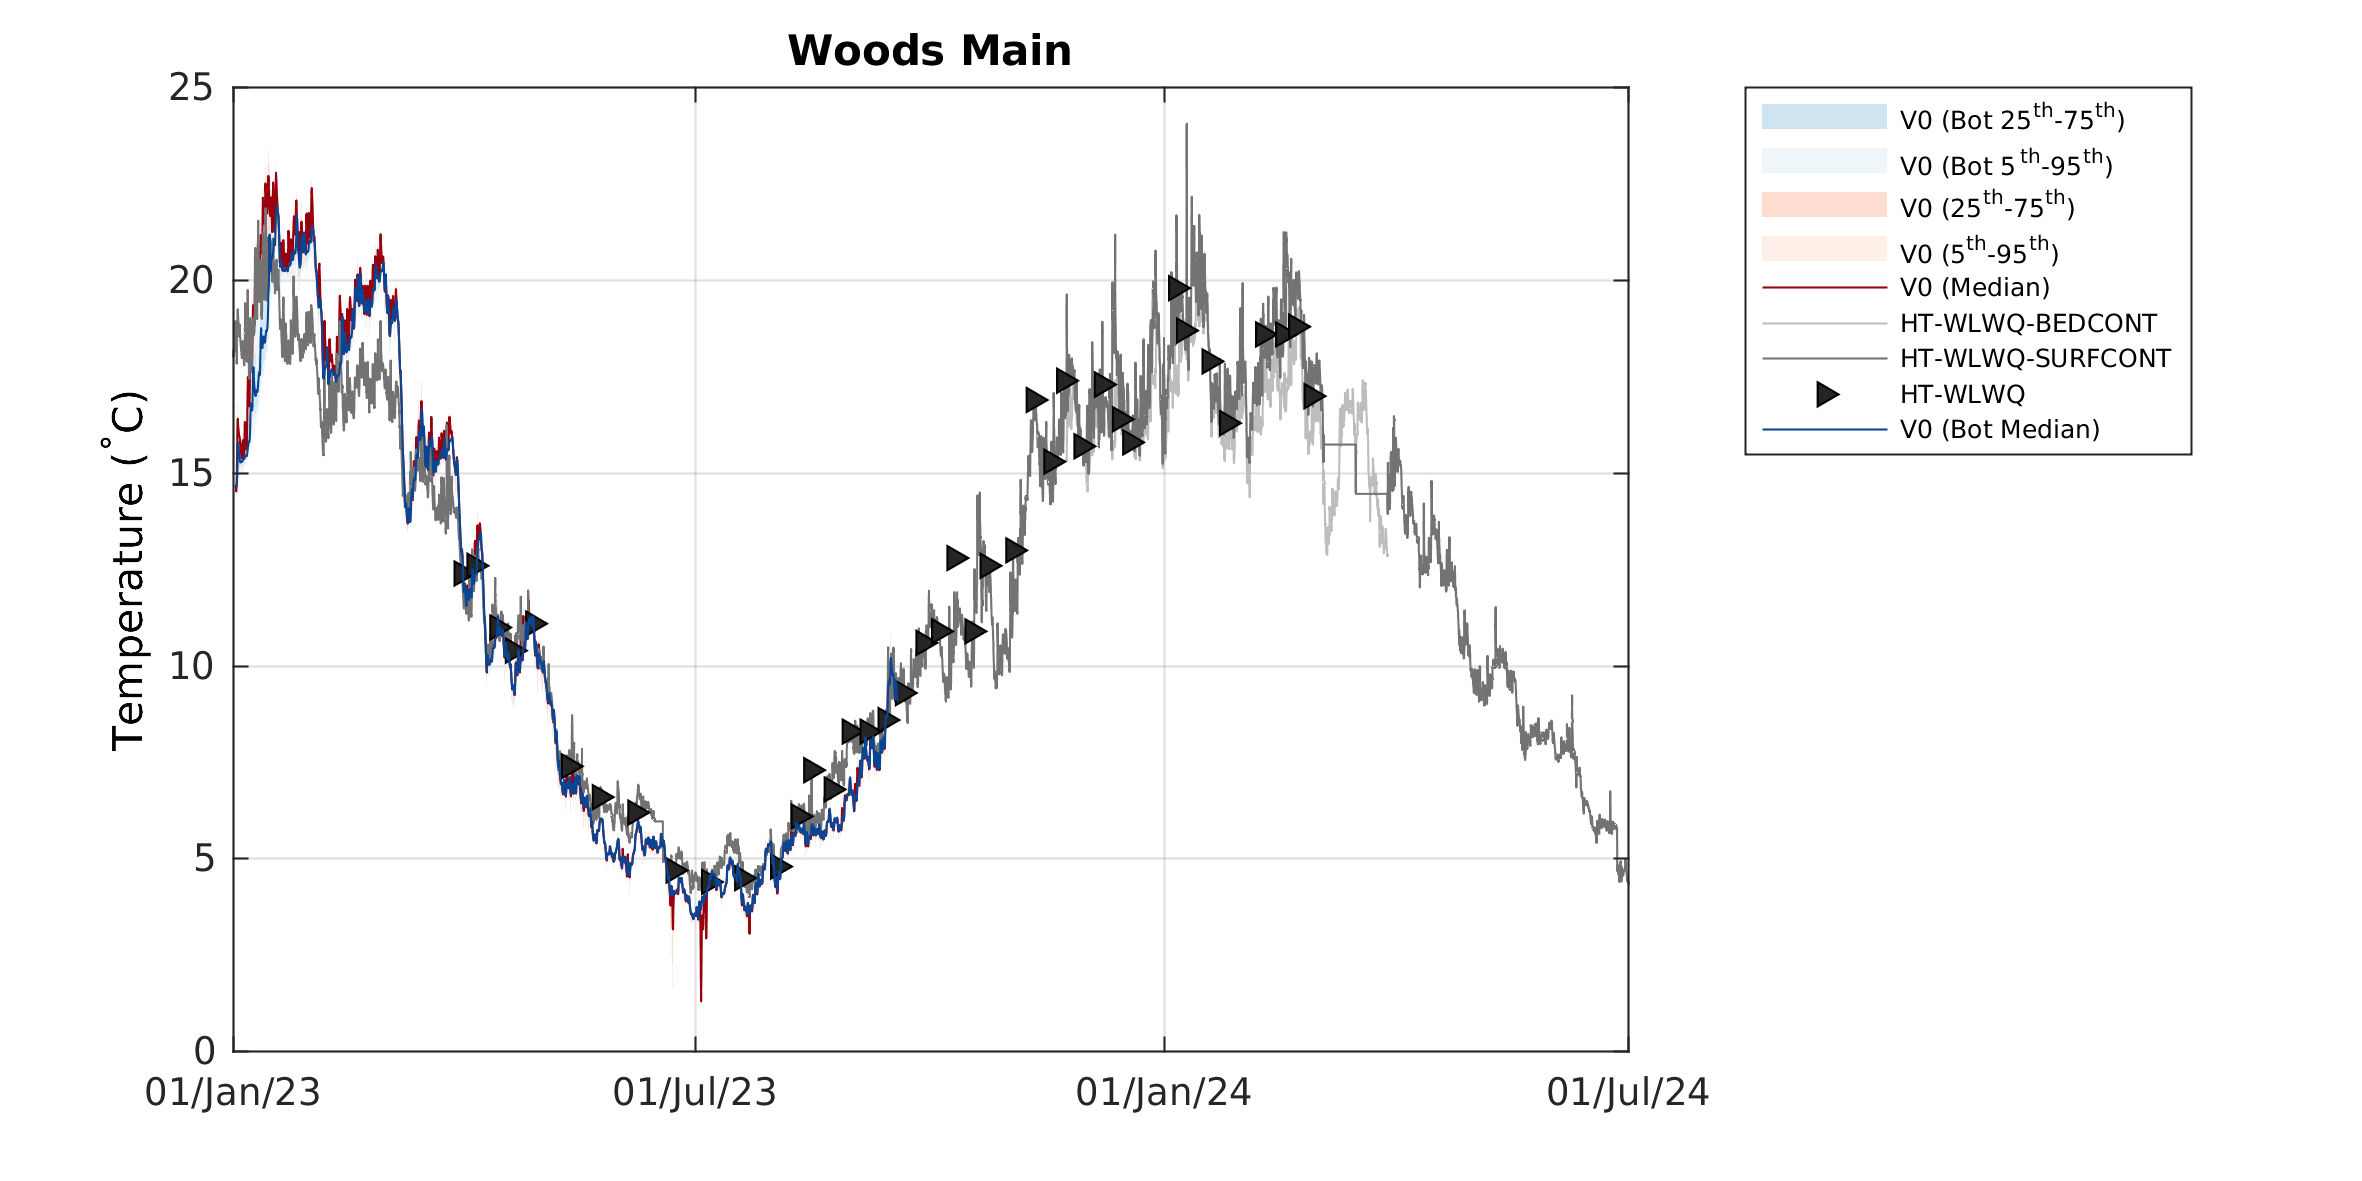 Woods Main
25
20
15
10
5
0
Temperature (°C)
01/Jan/23
01/Jul/23
01/Jan/24
01/Jul/24
V0 (Bot 25th-75th)
V0 (Bot 5th-95th)
V0 (25th-75th)
V0 (5th-95th)
V0 (Median)
HT-WLWQ-BEDCONT
HT-WLWQ-SURFCONT
HT-WLWQ
V0 (Bot Median)